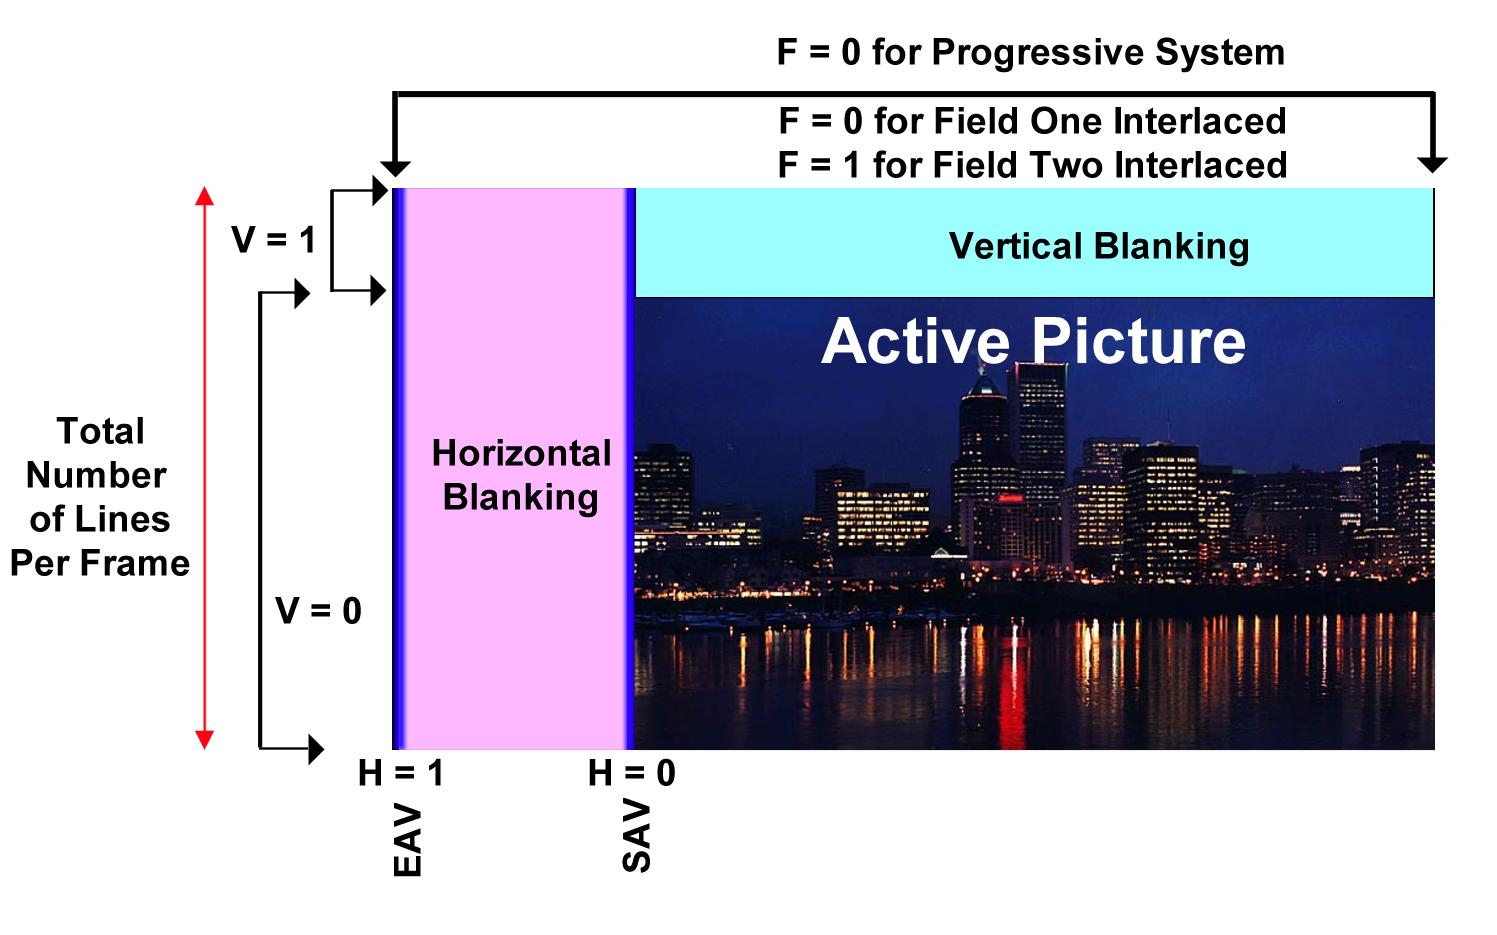 F = 0 for Progressive System
F = 0 for Field One Interlaced
F = 1 for Field Two Interlaced
V = 1
Vertical Blanking
Active Picture
Total
Number
of Lines
Per Frame
Horizontal
Blanking
V = 0
H = 1
H = 0
EAV
SAV